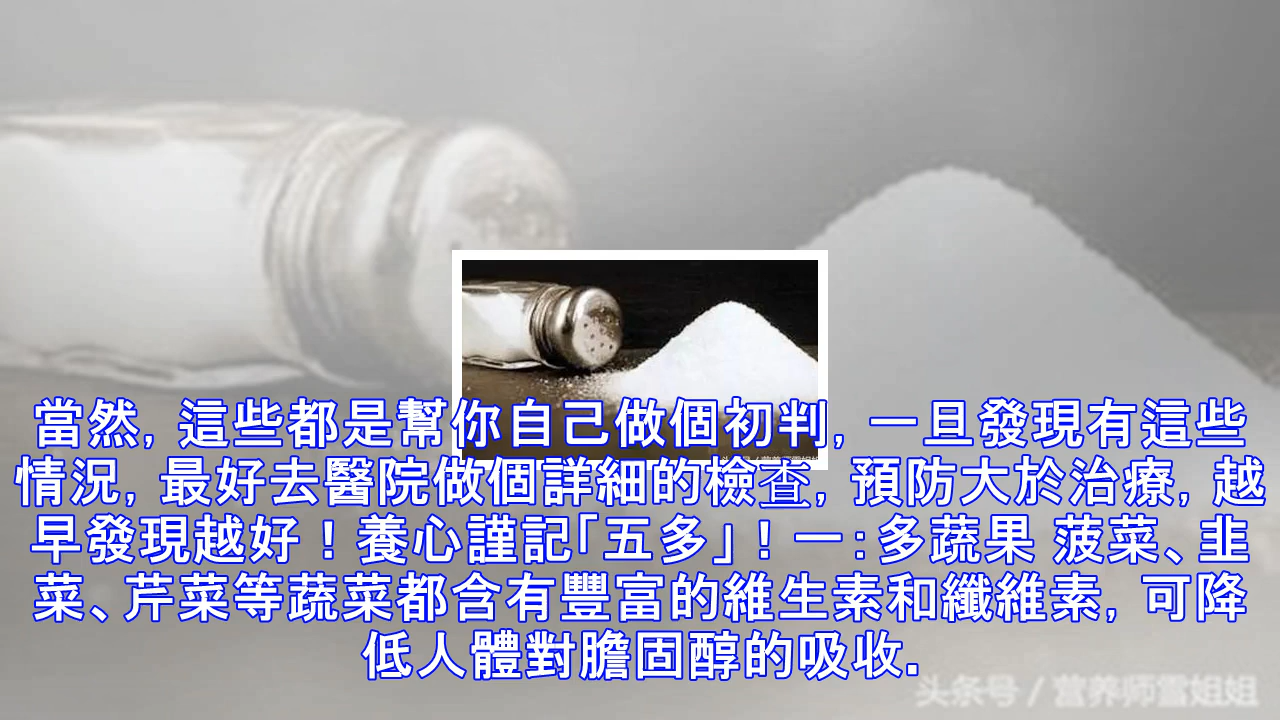 當然, 這些都是幫你自己做個初判, 一旦發現有這些
情況, 最好去醫院做個詳細的檢查, 預防大於治療, 越
早發現越好！養心謹記「五多」！一：多蔬果 菠菜、韭
菜、芹菜等蔬菜都含有豐富的維生素和纖維素, 可降
低人體對膽固醇的吸收.
头条号 / 营养师雪姐姐